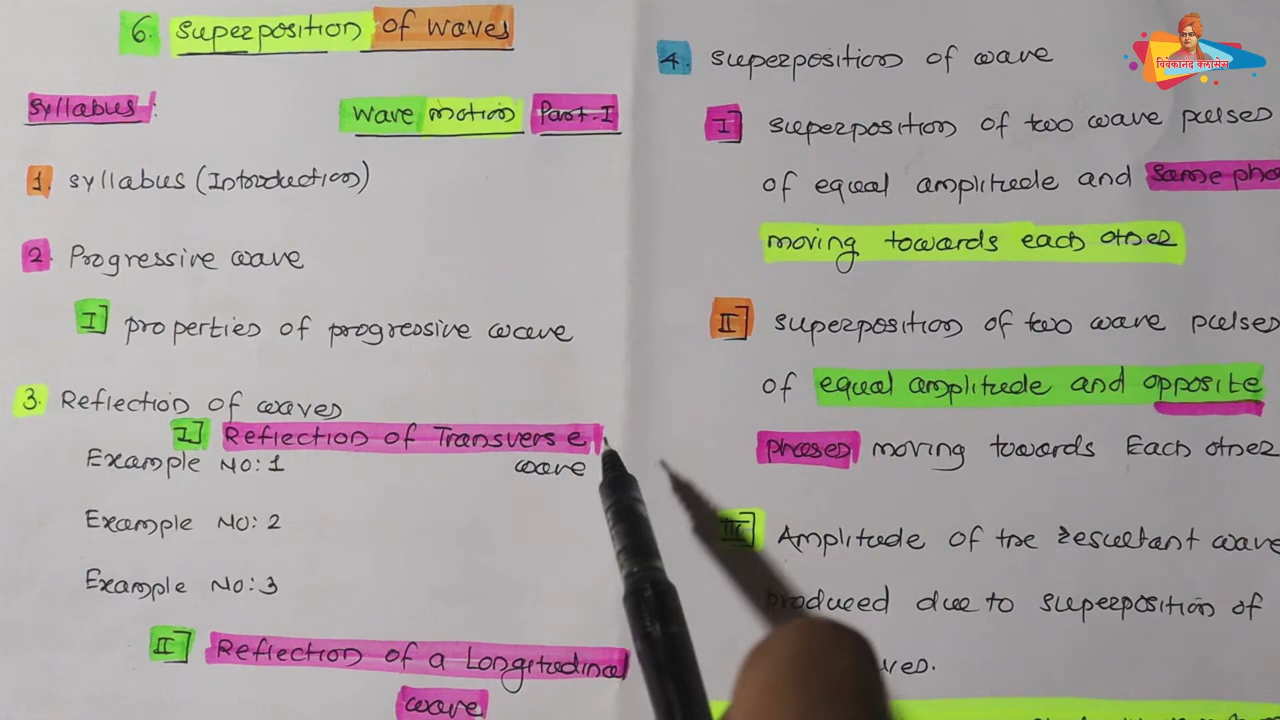 6. Superposition of waves
Syllabus:
wave motion Part-I
1. Syllabus (Introduction)
2. Progressive wave
I] properties of progressive wave
3. Reflection of waves
I] Reflection of Transverse
wave
Example No:1
Example No:2
Example No:3
II] Reflection of a Longitudinal
wave
4. Superposition of wave
I] Superposition of two wave pulses
of equal amplitude and same
moving towards each other
II] Superposition of two wave pulses
of equal amplitude and opposite
phases moving towards Each other
III] Amplitude of the resultant wave
produced due to superposition of
विवेकानंद क्लासेस